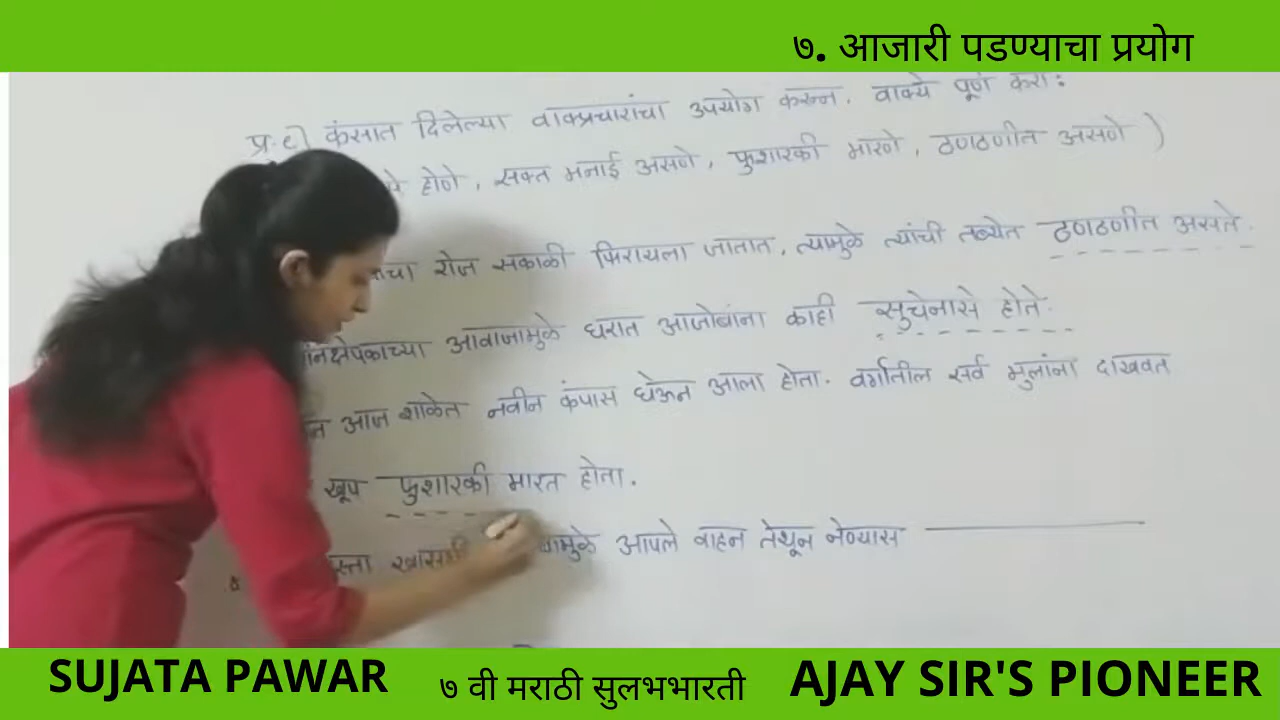 ७. आजारी पडण्याचा प्रयोग
प्र.८) कंसात दिलेल्या वाक्प्रचारांचा उपयोग करून. वाक्ये पूर्ण करा:
होणे, सक्त मनाई असणे, फुशारकी मारणे, ठणठणीत असणे )
रोज सकाळी फिरायला जातात, त्यामुळे त्यांची तब्येत ठणठणीत असते.
आवाजामुळे घरात आजोबांना काही सुचेनासे होते.
आज शाळेत नवीन कंपास घेऊन आला होता. वर्गातील सर्व मुलांना दाखवत
खूप फुशारकी मारत होता.
आपले वाहन तेथून नेण्यास
SUJATA PAWAR
७ वी मराठी सुलभभारती
AJAY SIR'S PIONEER